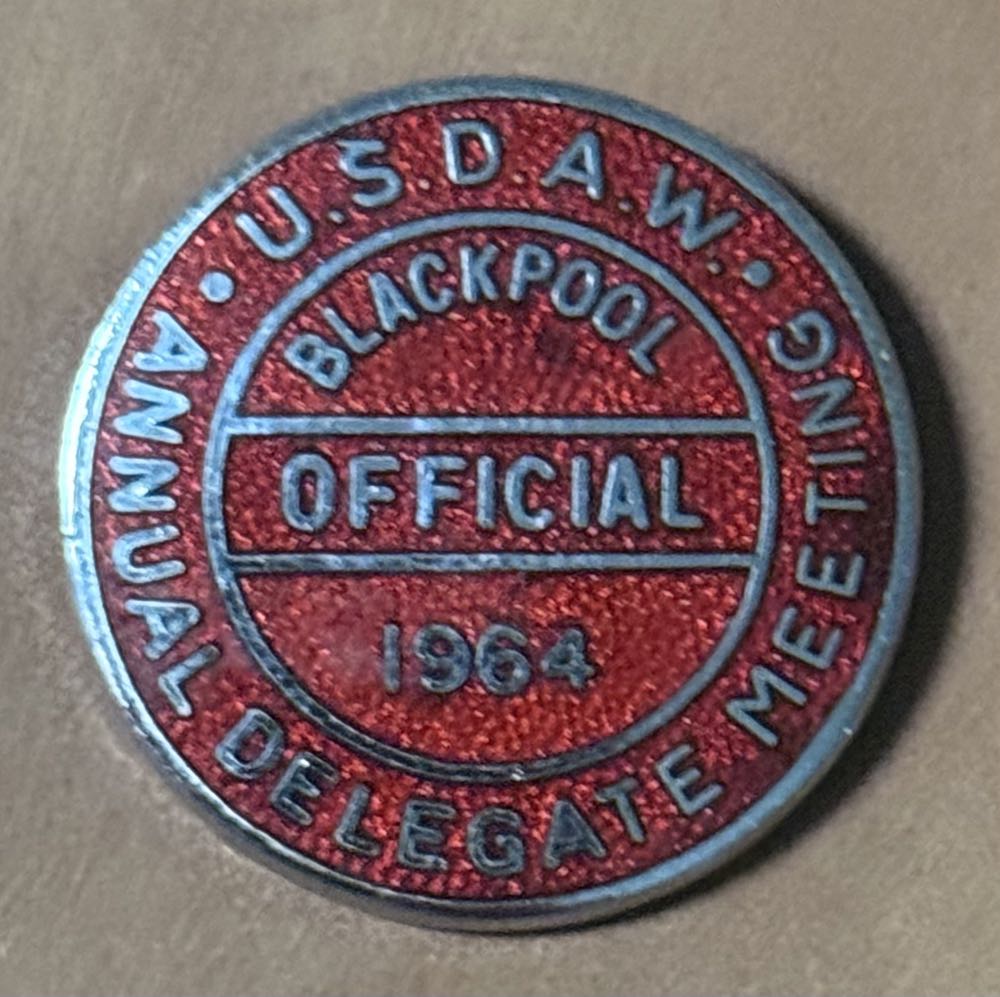 • U.S.D.A.W. •
ANNUAL DELEGATE MEETING
BLACKPOOL
OFFICIAL
1964